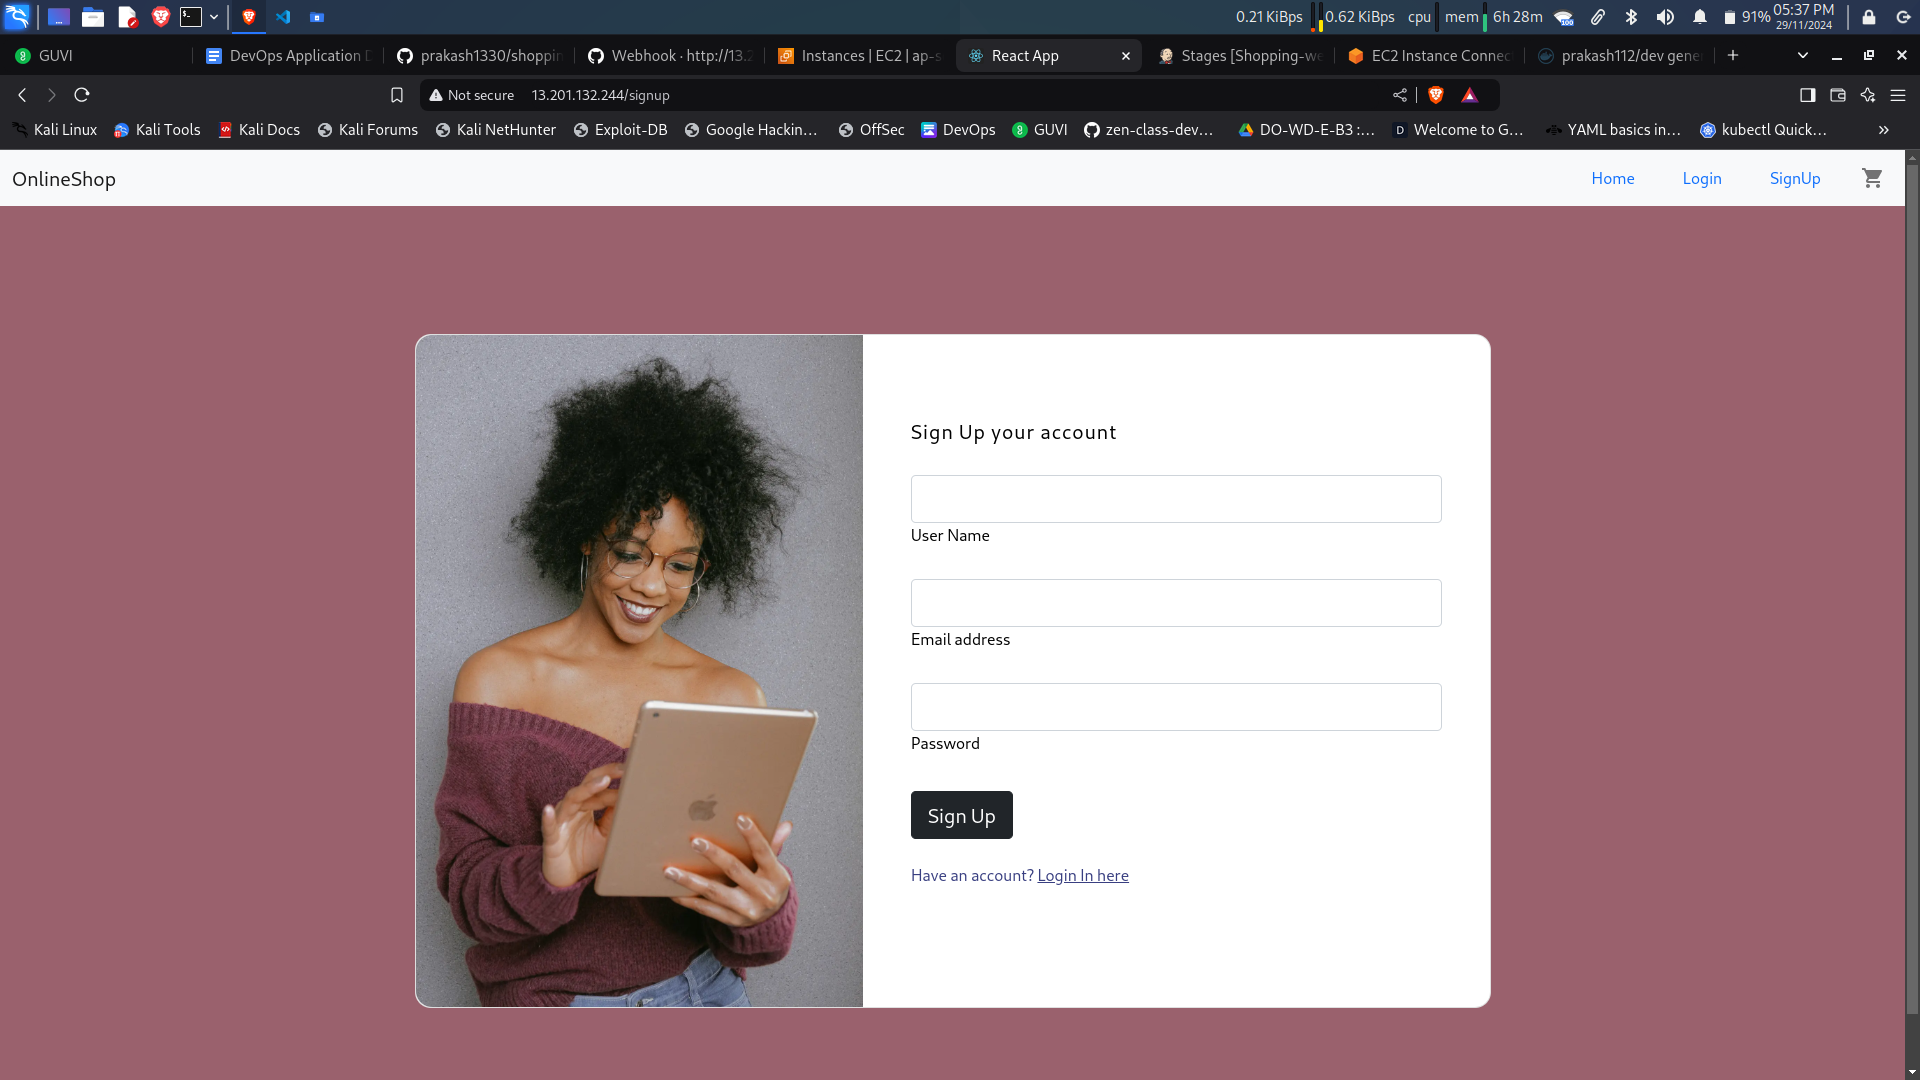 0.21 KiBps 0.62 KiBps cpu mem 6h 28m 100 91% 05:37 PM
29/11/2024
GUVI
DevOps Application
prakash1330/shoppin
Webhook · http://13.2
Instances | EC2 | ap-s
React App
Stages [Shopping-we
EC2 Instance Connec
prakash112/dev gene
Not secure 13.201.132.244/signup
Kali Linux Kali Tools Kali Docs Kali Forums Kali NetHunter Exploit-DB Google Hackin... OffSec DevOps GUVI zen-class-dev... DO-WD-E-B3 :... Welcome to G... YAML basics in... kubectl Quick... »
OnlineShop Home Login SignUp
Sign Up your account
User Name
Email address
Password
Sign Up
Have an account? Login In here